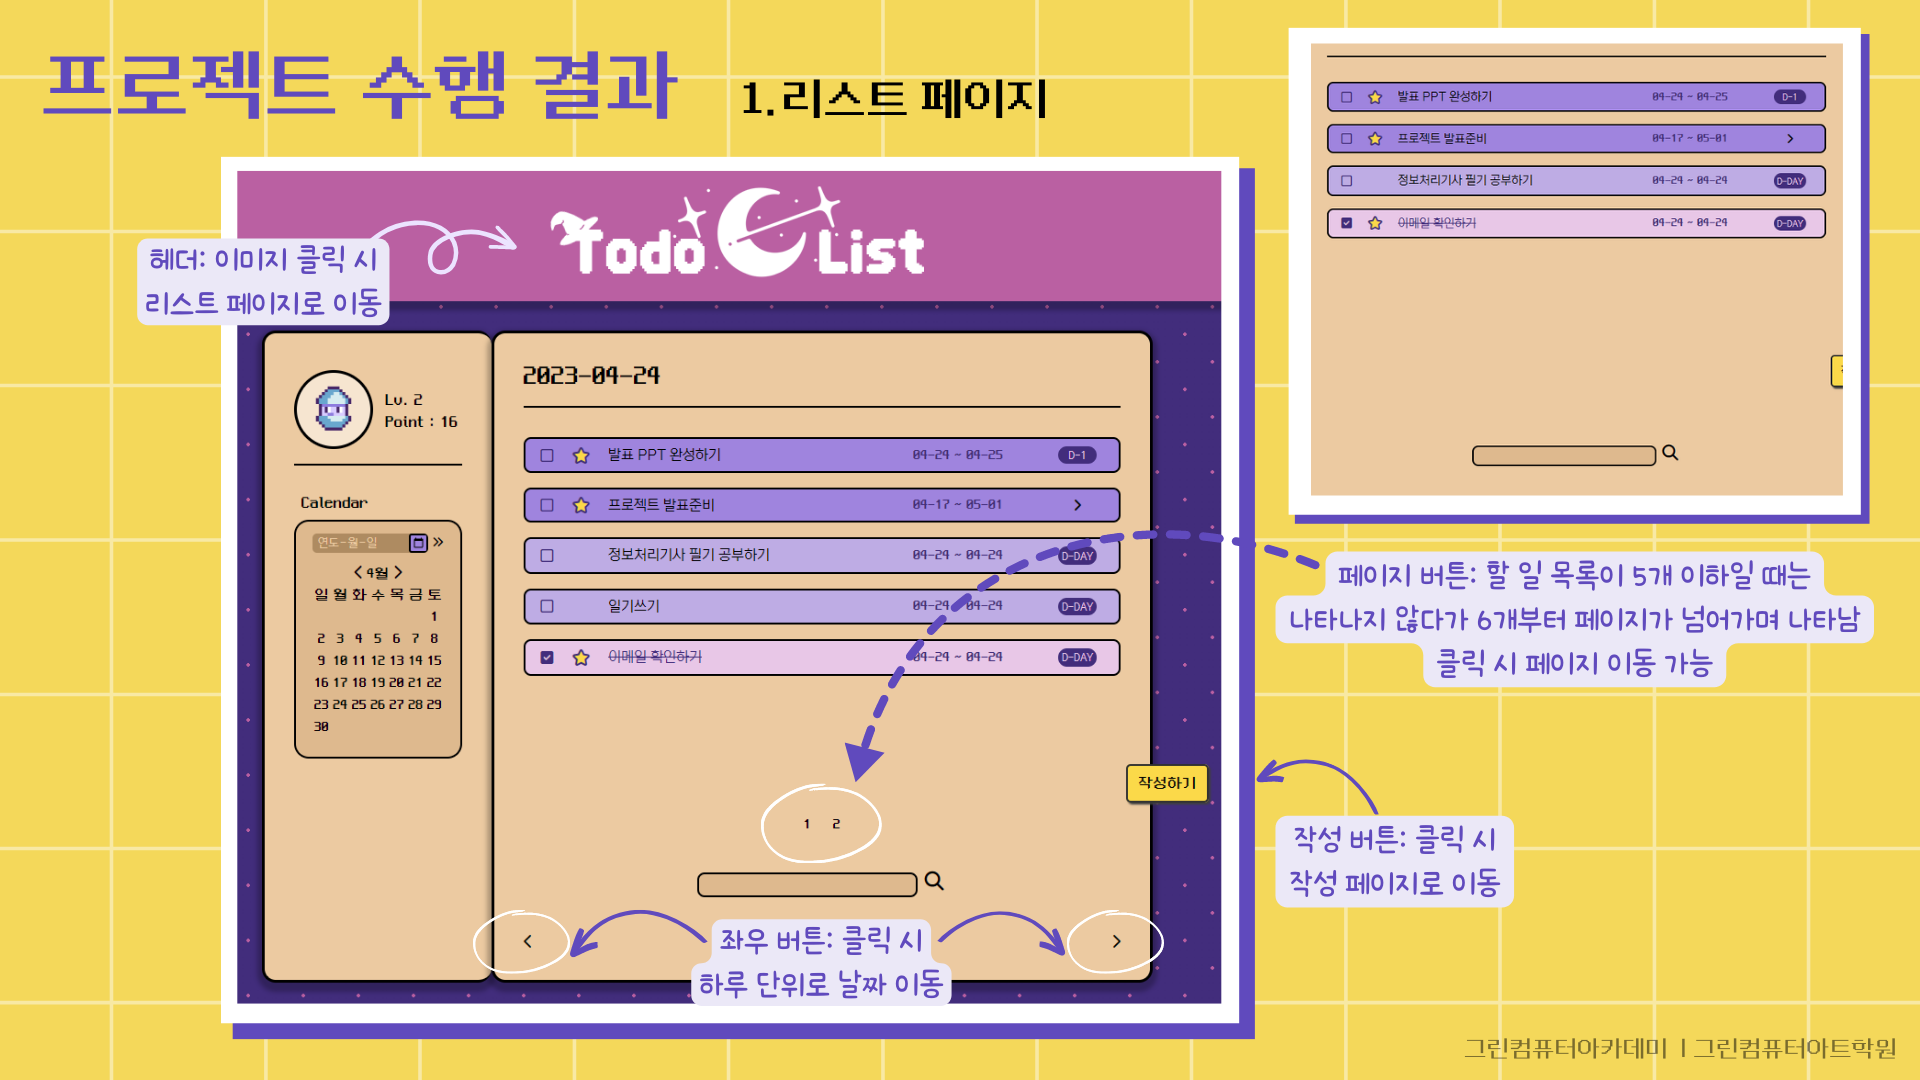 프로젝트 수행 결과
1.리스트 페이지
Todo List
헤더: 이미지 클릭 시
리스트 페이지로 이동
Lv. 2
Point : 16
Calendar
연도-월-일
4월
일 월 화 수 목 금 토
1
2 3 4 5 6 7 8
9 10 11 12 13 14 15
16 17 18 19 20 21 22
23 24 25 26 27 28 29
30
2023-04-24
발표 PPT 완성하기 04-24 ~ 04-25 D-1
프로젝트 발표준비 04-17 ~ 05-01
정보처리기사 필기 공부하기 04-24 ~ 04-24 D-DAY
일기쓰기 04-24 ~ 04-24 D-DAY
이메일 확인하기 04-24 ~ 04-24 D-DAY
작성하기
1 2
좌우 버튼: 클릭 시
하루 단위로 날짜 이동
발표 PPT 완성하기 04-24 ~ 04-25 D-1
프로젝트 발표준비 04-17 ~ 05-01
정보처리기사 필기 공부하기 04-24 ~ 04-24 D-DAY
이메일 확인하기 04-24 ~ 04-24 D-DAY
페이지 버튼: 할 일 목록이 5개 이하일 때는
나타나지 않다가 6개부터 페이지가 넘어가며 나타남
클릭 시 페이지 이동 가능
작성 버튼: 클릭 시
작성 페이지로 이동
그린컴퓨터아카데미 | 그린컴퓨터아트학원